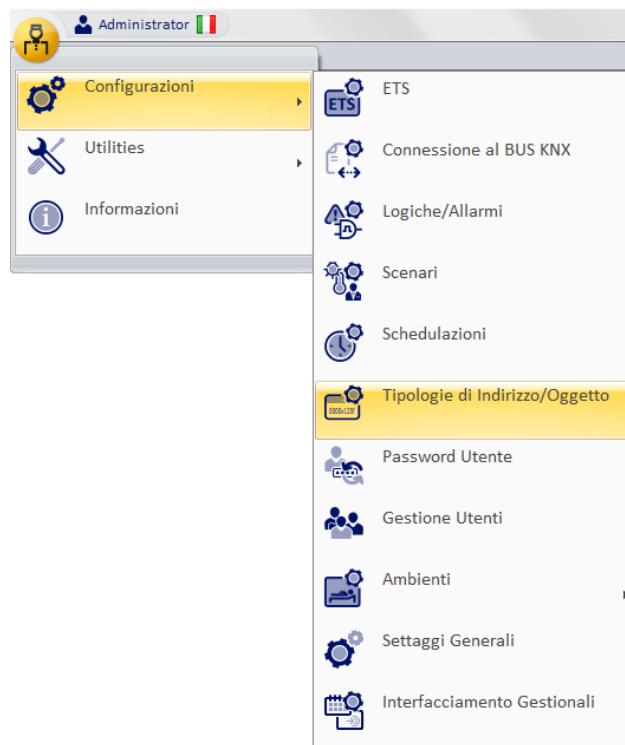 Administrator
Configurazioni
Utilities
Informazioni
ETS
ETS
Connessione al BUS KNX
Logiche/Allarmi
Scenari
Schedulazioni
Tipologie di Indirizzo/Oggetto
Password Utente
Gestione Utenti
Ambienti
Settaggi Generali
Interfacciamento Gestionali